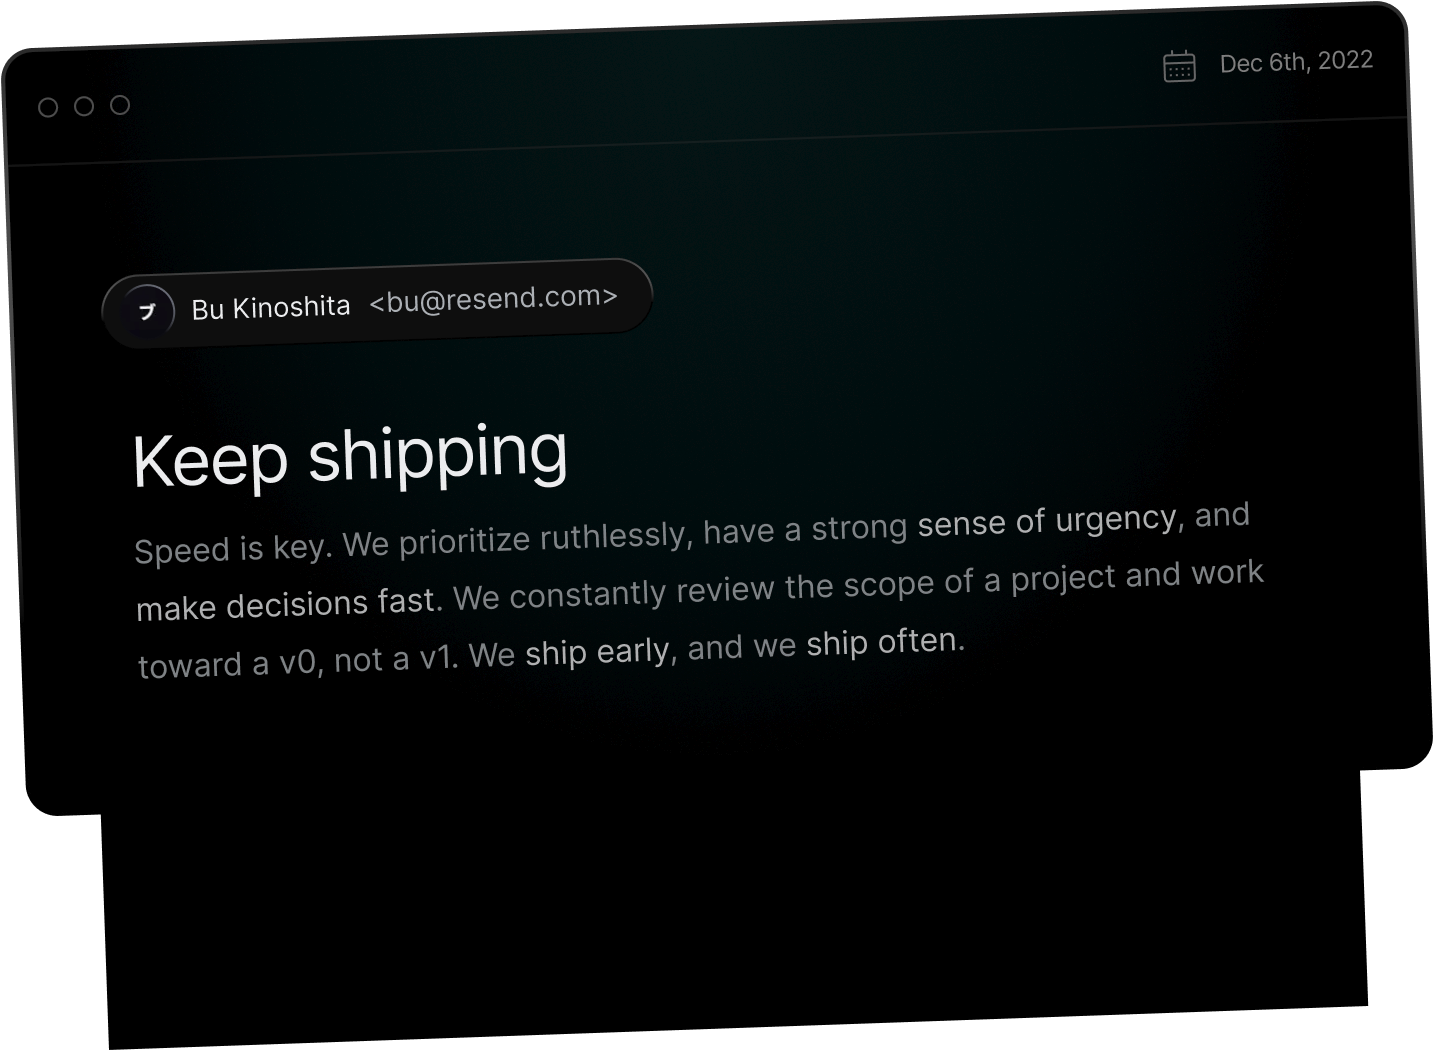 Dec 6th, 2022
ブ Bu Kinoshita <bu@resend.com>
Keep shipping
Speed is key. We prioritize ruthlessly, have a strong sense of urgency, and
make decisions fast. We constantly review the scope of a project and work
toward a v0, not a v1. We ship early, and we ship often.